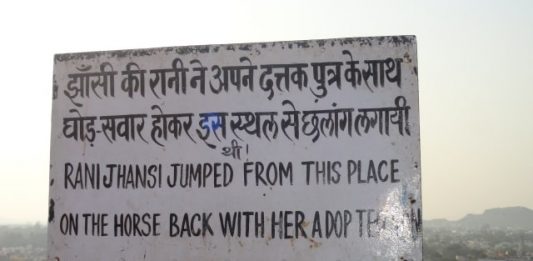 झाँसी की रानी ने अपने दत्तक पुत्र के साथ
घोड़-सवार होकर इस स्थल से छलांग लगायी
थी।
RANI JHANSI JUMPED FROM THIS PLACE
ON THE HORSE BACK WITH HER ADOPTED